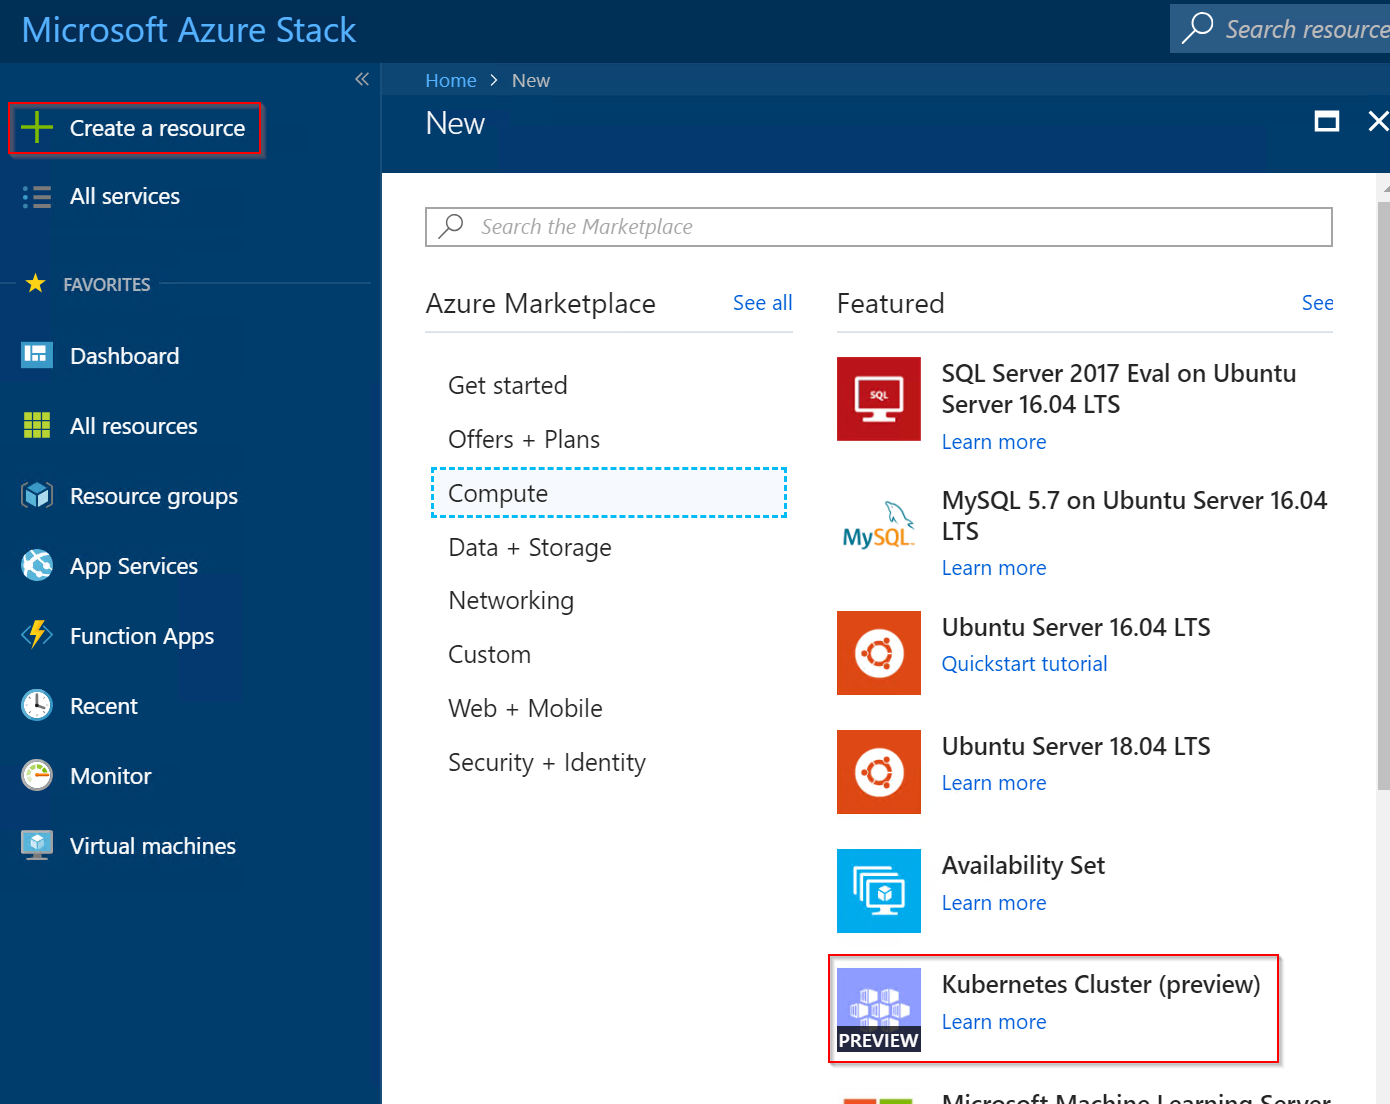 Microsoft Azure Stack
Search resource
Create a resource
All services
FAVORITES
Dashboard
All resources
Resource groups
App Services
Function Apps
Recent
Monitor
Virtual machines
Home > New
New
Search the Marketplace
Azure Marketplace
See all
Get started
Offers + Plans
Compute
Data + Storage
Networking
Custom
Web + Mobile
Security + Identity
Featured
See
SQL
SQL Server 2017 Eval on Ubuntu
Server 16.04 LTS
Learn more
MySQL
MySQL 5.7 on Ubuntu Server 16.04
LTS
Learn more
Ubuntu Server 16.04 LTS
Quickstart tutorial
Ubuntu Server 18.04 LTS
Learn more
Availability Set
Learn more
PREVIEW
Kubernetes Cluster (preview)
Learn more
Microsoft Machine Learning Server